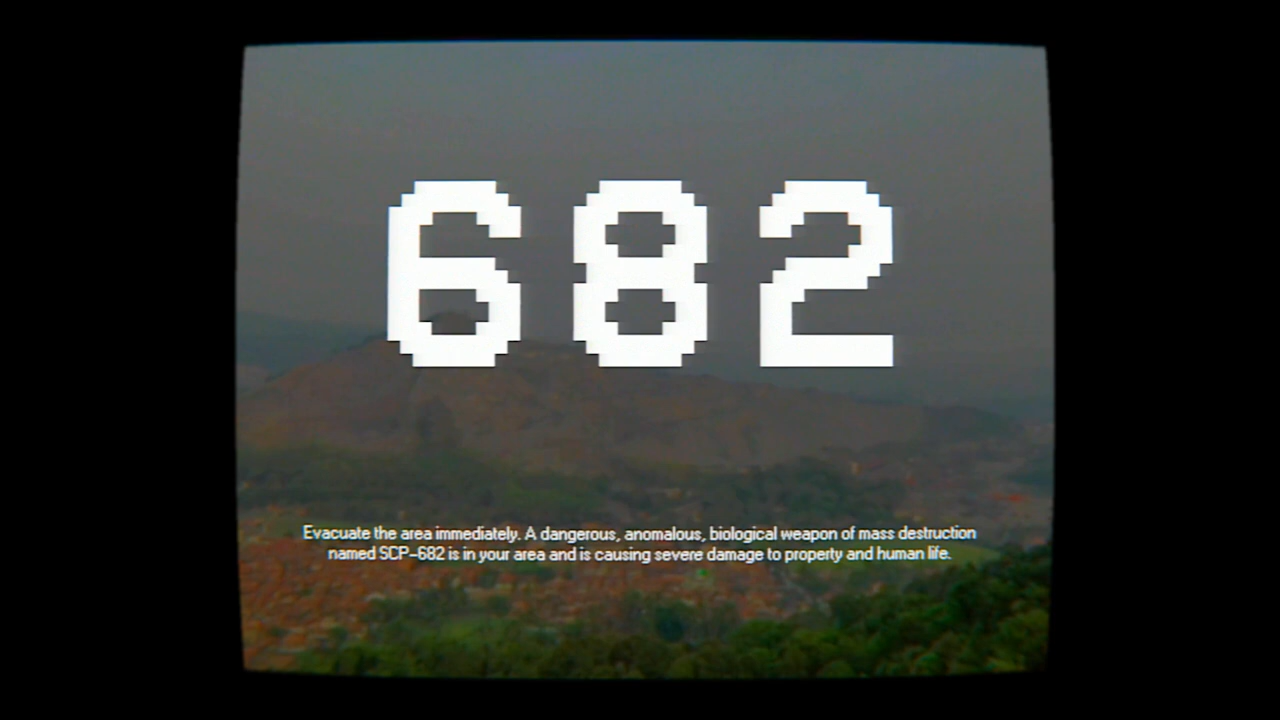 682
Evacuate the area immediately. A dangerous, anomalous, biological weapon of mass destruction
named SCP-682 is in your area and is causing severe damage to property and human life.